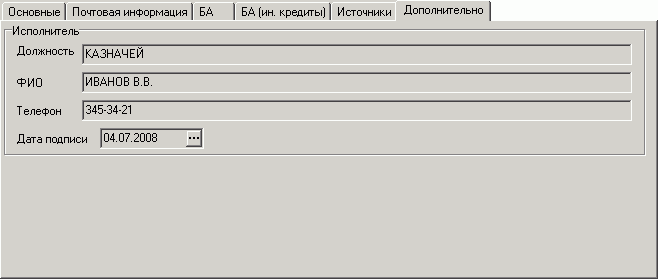 Основные Почтовая информация БА БА (ин. кредиты) Источники Дополнительно
Исполнитель
Должность КАЗНАЧЕЙ
ФИО ИВАНОВ В.В.
Телефон 345-34-21
Дата подписи 04.07.2008 ...